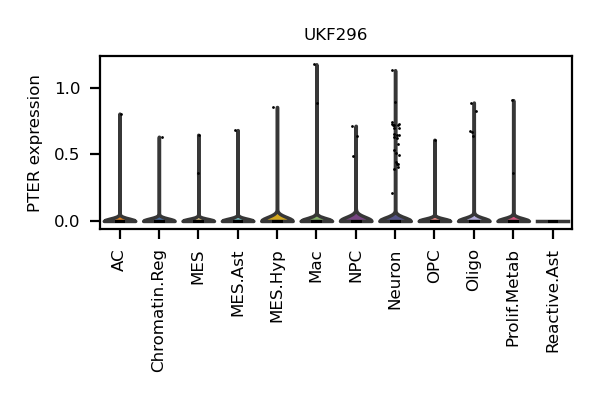 UKF296
PTER expression
1.0
0.5
0.0
AC
Chromatin.Reg
MES
MES.Ast
MES.Hyp
Mac
NPC
Neuron
OPC
Oligo
Prolif.Metab
Reactive.Ast